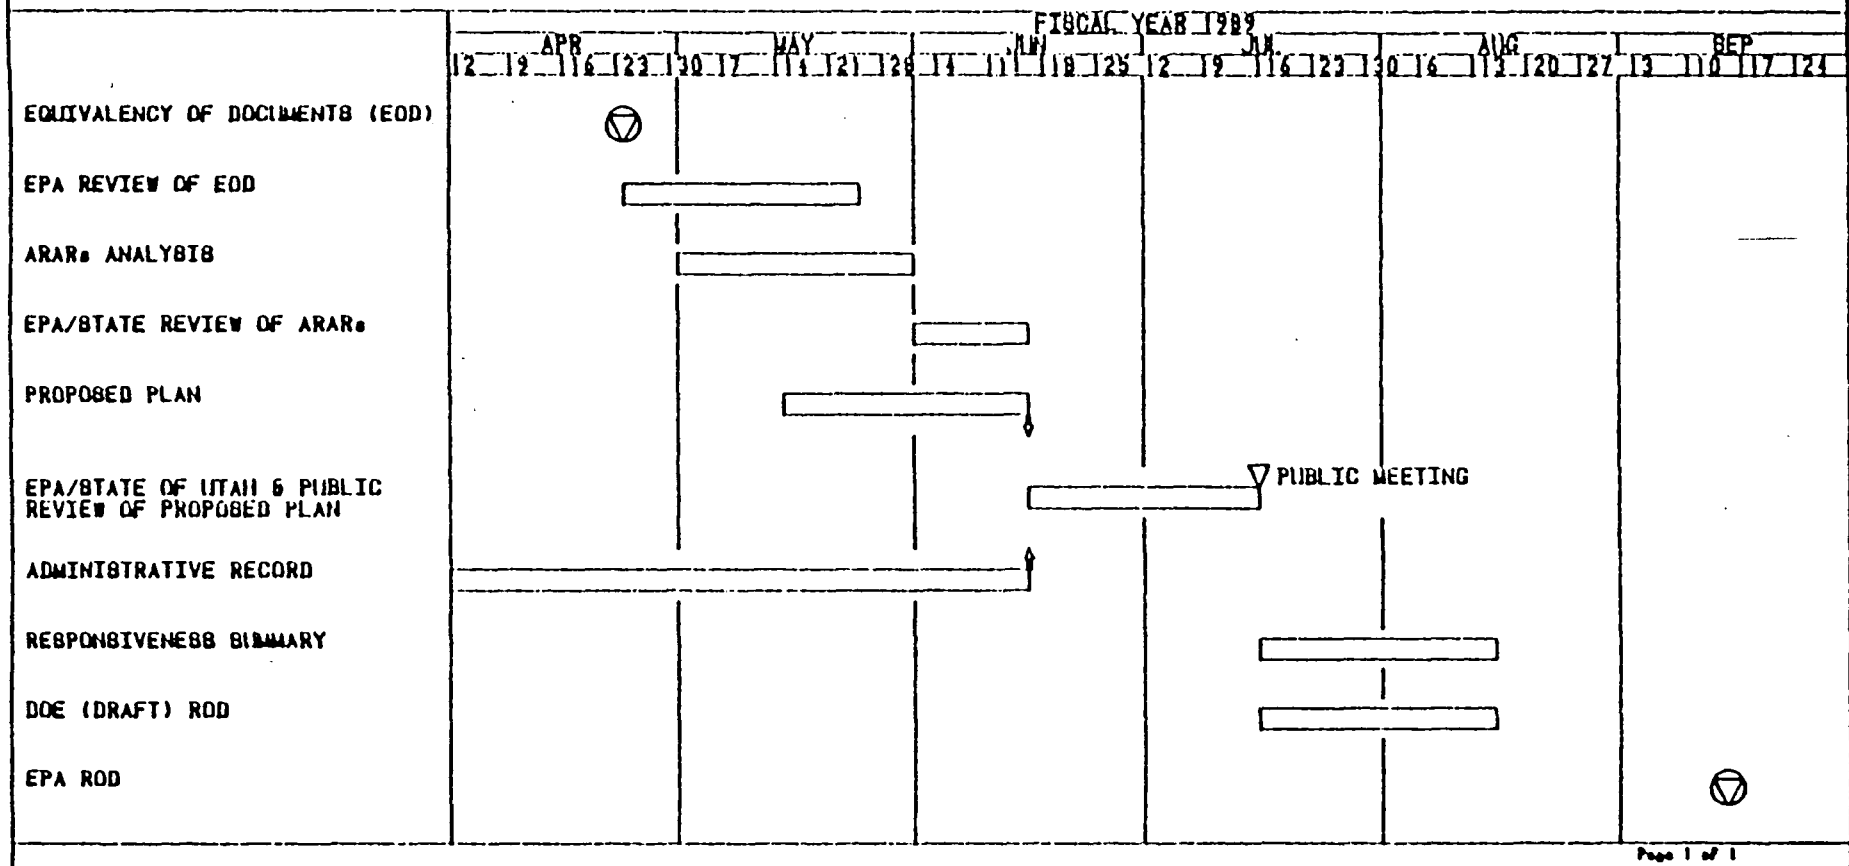 FISCAL YEAR 1989
APR MAY JUN JUL AUG SEP
2 9 16 23 30 7 14 21 28 4 11 18 25 2 9 16 23 30 6 13 20 27 3 10 17 24
EQUIVALENCY OF DOCUMENTS (EOD)
EPA REVIEW OF EOD
ARARs ANALYSIS
EPA/STATE REVIEW OF ARARs
PROPOSED PLAN
PUBLIC MEETING
EPA/STATE OF UTAH & PUBLIC
REVIEW OF PROPOSED PLAN
ADMINISTRATIVE RECORD
RESPONSIVENESS SUMMARY
DOE (DRAFT) ROD
EPA ROD
Page 1 of 1